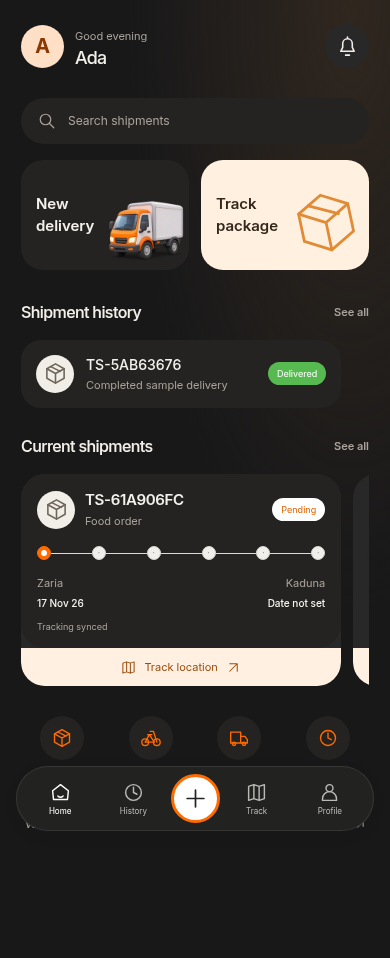 A
Good evening
Ada
Search shipments
New
delivery
Track
package
Shipment history
See all
TS-5AB63676
Completed sample delivery
Delivered
Current shipments
See all
TS-61A906FC
Food order
Pending
Zaria
Kaduna
17 Nov 26
Date not set
Tracking synced
Track location
Home
History
Track
Profile